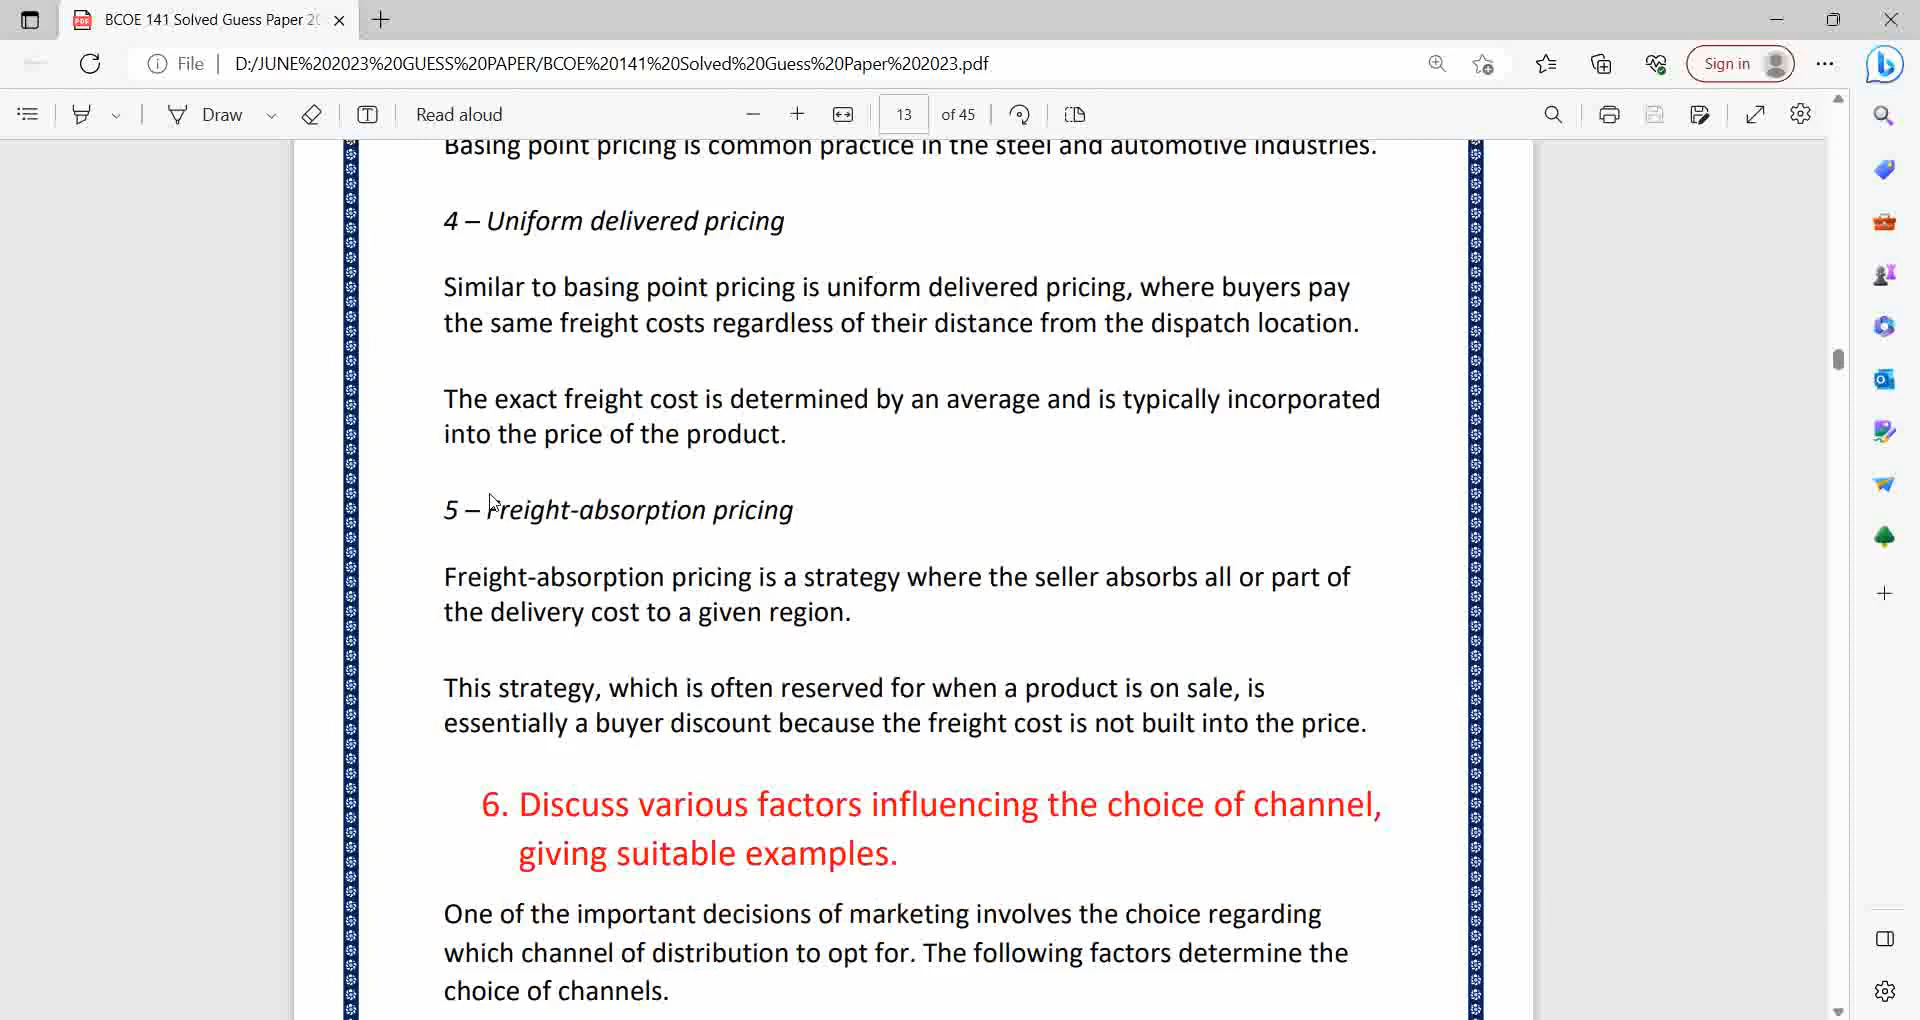 BCOE 141 Solved Guess Paper 20
File
D:/JUNE%202023%20GUESS%20PAPER/BCOE%20141%20Solved%20Guess%20Paper%202023.pdf
Sign in
Draw
Read aloud
13 of 45
Basing point pricing is common practice in the steel and automotive industries.
4 – Uniform delivered pricing
Similar to basing point pricing is uniform delivered pricing, where buyers pay
the same freight costs regardless of their distance from the dispatch location.
The exact freight cost is determined by an average and is typically incorporated
into the price of the product.
5 – Freight-absorption pricing
Freight-absorption pricing is a strategy where the seller absorbs all or part of
the delivery cost to a given region.
This strategy, which is often reserved for when a product is on sale, is
essentially a buyer discount because the freight cost is not built into the price.
6. Discuss various factors influencing the choice of channel,
giving suitable examples.
One of the important decisions of marketing involves the choice regarding
which channel of distribution to opt for. The following factors determine the
choice of channels.